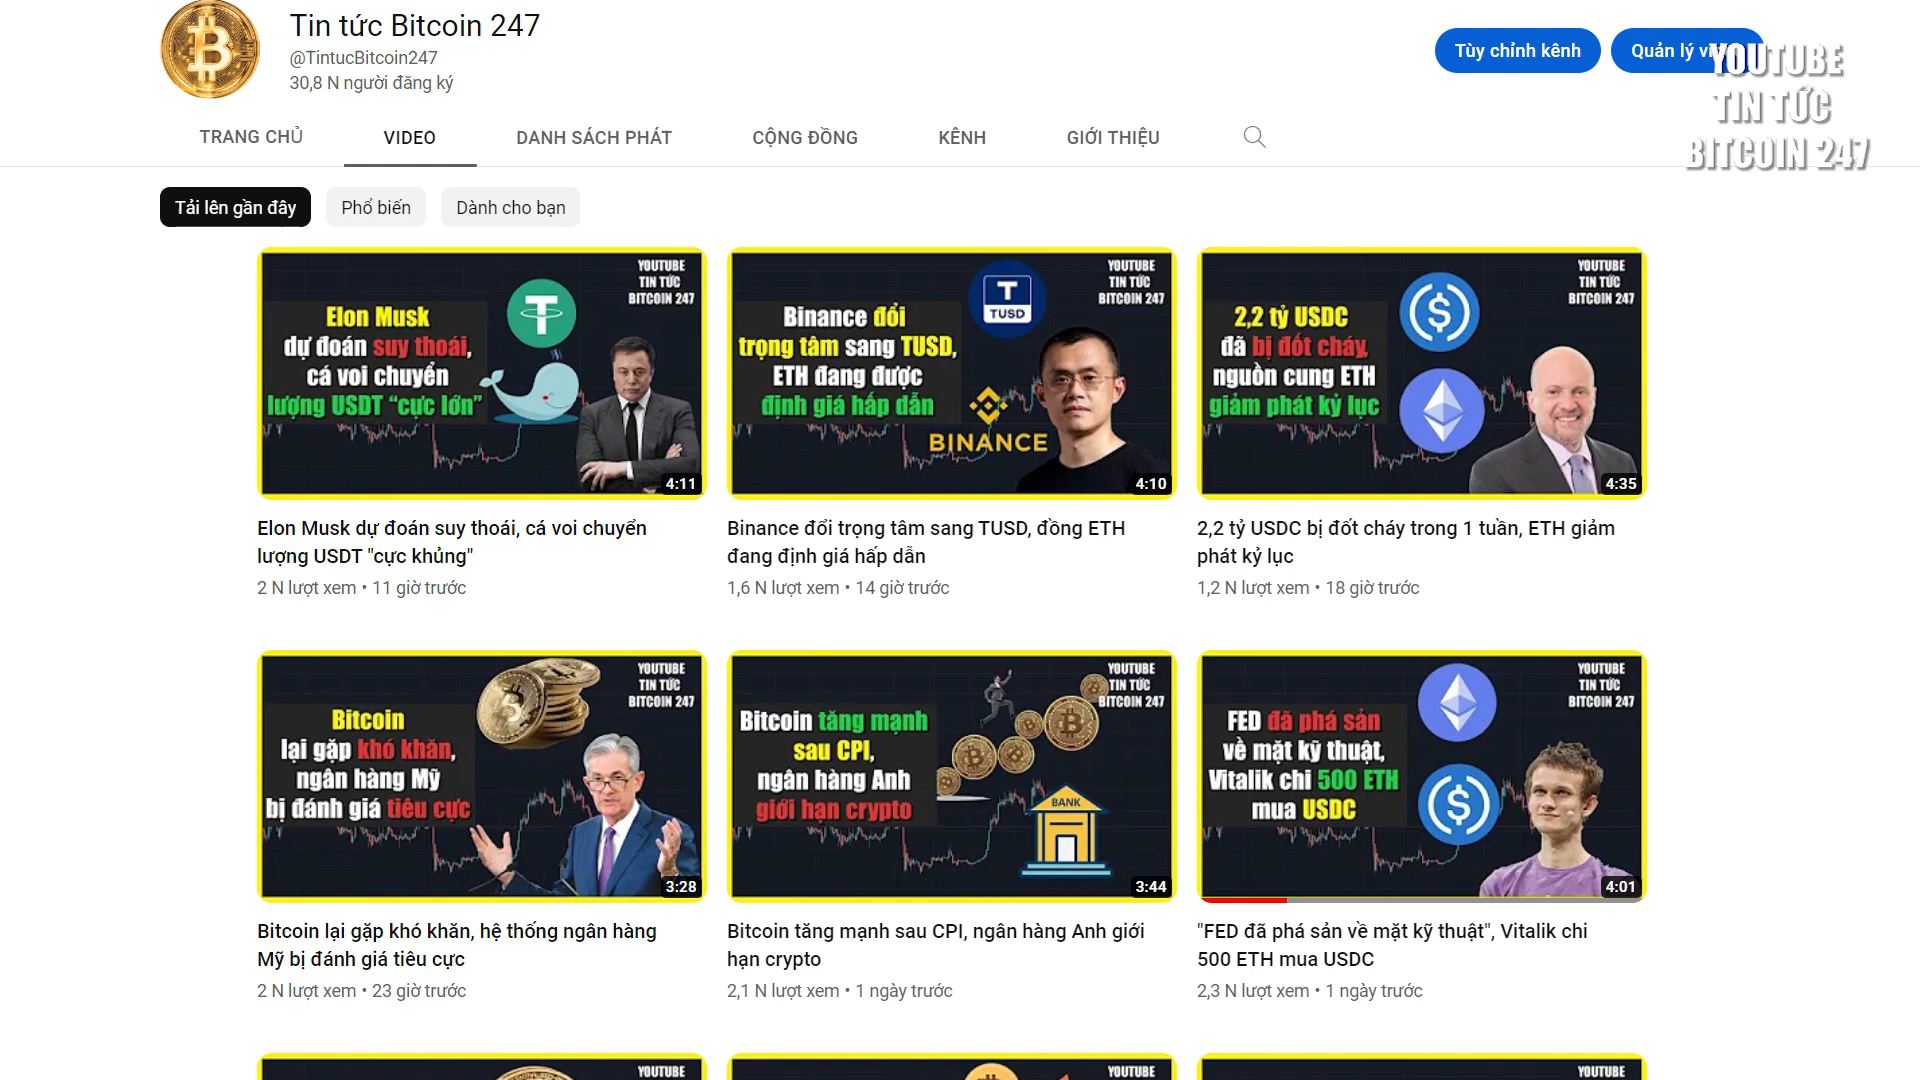 Tin tức Bitcoin 247
@TintucBitcoin247
30,8 N người đăng ký
Tùy chỉnh kênh
Quản lý
YOUTUBE
TIN TỨC
BITCOIN 247
TRANG CHỦ
VIDEO
DANH SÁCH PHÁT
CỘNG ĐỒNG
KÊNH
GIỚI THIỆU
Tải lên gần đây
Phổ biến
Dành cho bạn
YOUTUBE
TIN TỨC
BITCOIN 247
Elon Musk
dự đoán suy thoái,
cá voi chuyển
lượng USDT “cực lớn”
4:11
YOUTUBE
TIN TỨC
BITCOIN 247
TUSD
Binance đổi
trọng tâm sang TUSD,
ETH đang được
định giá hấp dẫn
BINANCE
4:10
YOUTUBE
TIN TỨC
BITCOIN 247
2,2 tỷ USDC
đã bị đốt cháy,
nguồn cung ETH
giảm phát kỷ lục
4:35
Elon Musk dự đoán suy thoái, cá voi chuyển
lượng USDT "cực khủng"
2 N lượt xem • 11 giờ trước
Binance đổi trọng tâm sang TUSD, đồng ETH
đang định giá hấp dẫn
1,6 N lượt xem • 14 giờ trước
2,2 tỷ USDC bị đốt cháy trong 1 tuần, ETH giảm
phát kỷ lục
1,2 N lượt xem • 18 giờ trước
YOUTUBE
TIN TỨC
BITCOIN 247
Bitcoin
lại gặp khó khăn,
ngân hàng Mỹ
bị đánh giá tiêu cực
3:28
YOUTUBE
TIN TỨC
BITCOIN 247
Bitcoin tăng mạnh
sau CPI,
ngân hàng Anh
giới hạn crypto
BANK
3:44
YOUTUBE
TIN TỨC
BITCOIN 247
FED đã phá sản
về mặt kỹ thuật,
Vitalik chi 500 ETH
mua USDC
4:01
Bitcoin lại gặp khó khăn, hệ thống ngân hàng
Mỹ bị đánh giá tiêu cực
2 N lượt xem • 23 giờ trước
Bitcoin tăng mạnh sau CPI, ngân hàng Anh giới
hạn crypto
2,1 N lượt xem • 1 ngày trước
"FED đã phá sản về mặt kỹ thuật", Vitalik chi
500 ETH mua USDC
2,3 N lượt xem • 1 ngày trước
YOUTUBE
YOUTUBE
YOUTUBE